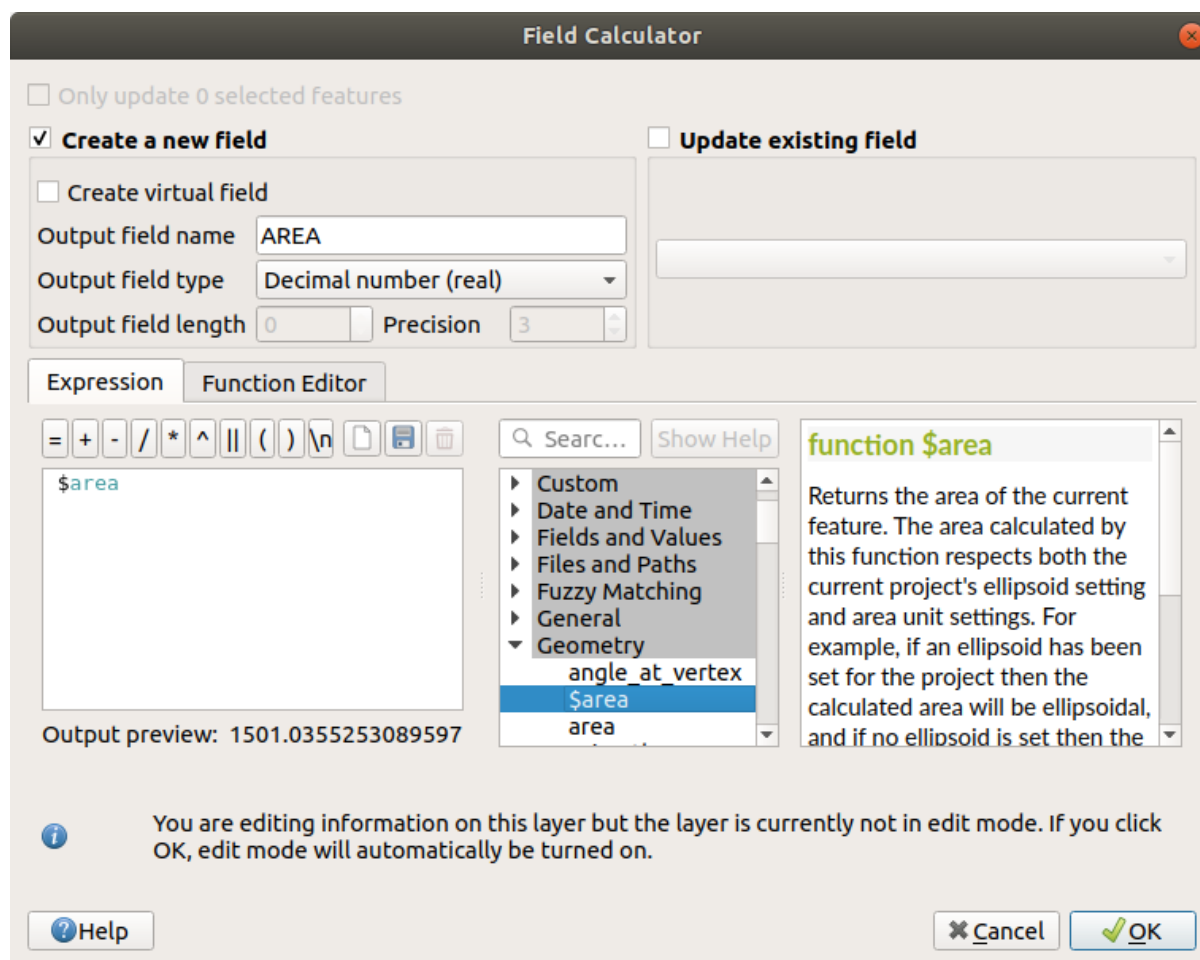 Field Calculator
Only update 0 selected features
Create a new field
Update existing field
Create virtual field
Output field name AREA
Output field type Decimal number (real)
Output field length 0 Precision 3
Expression Function Editor
= + - / * ^ || ( ) \n
Searc... Show Help
$area
Output preview: 1501.0355253089597
Custom
Date and Time
Fields and Values
Files and Paths
Fuzzy Matching
General
Geometry
angle_at_vertex
$area
area
function $area
Returns the area of the current
feature. The area calculated by
this function respects both the
current project's ellipsoid setting
and area unit settings. For
example, if an ellipsoid has been
set for the project then the
calculated area will be ellipsoidal,
and if no ellipsoid is set then the
You are editing information on this layer but the layer is currently not in edit mode. If you click
OK, edit mode will automatically be turned on.
Help
Cancel
OK